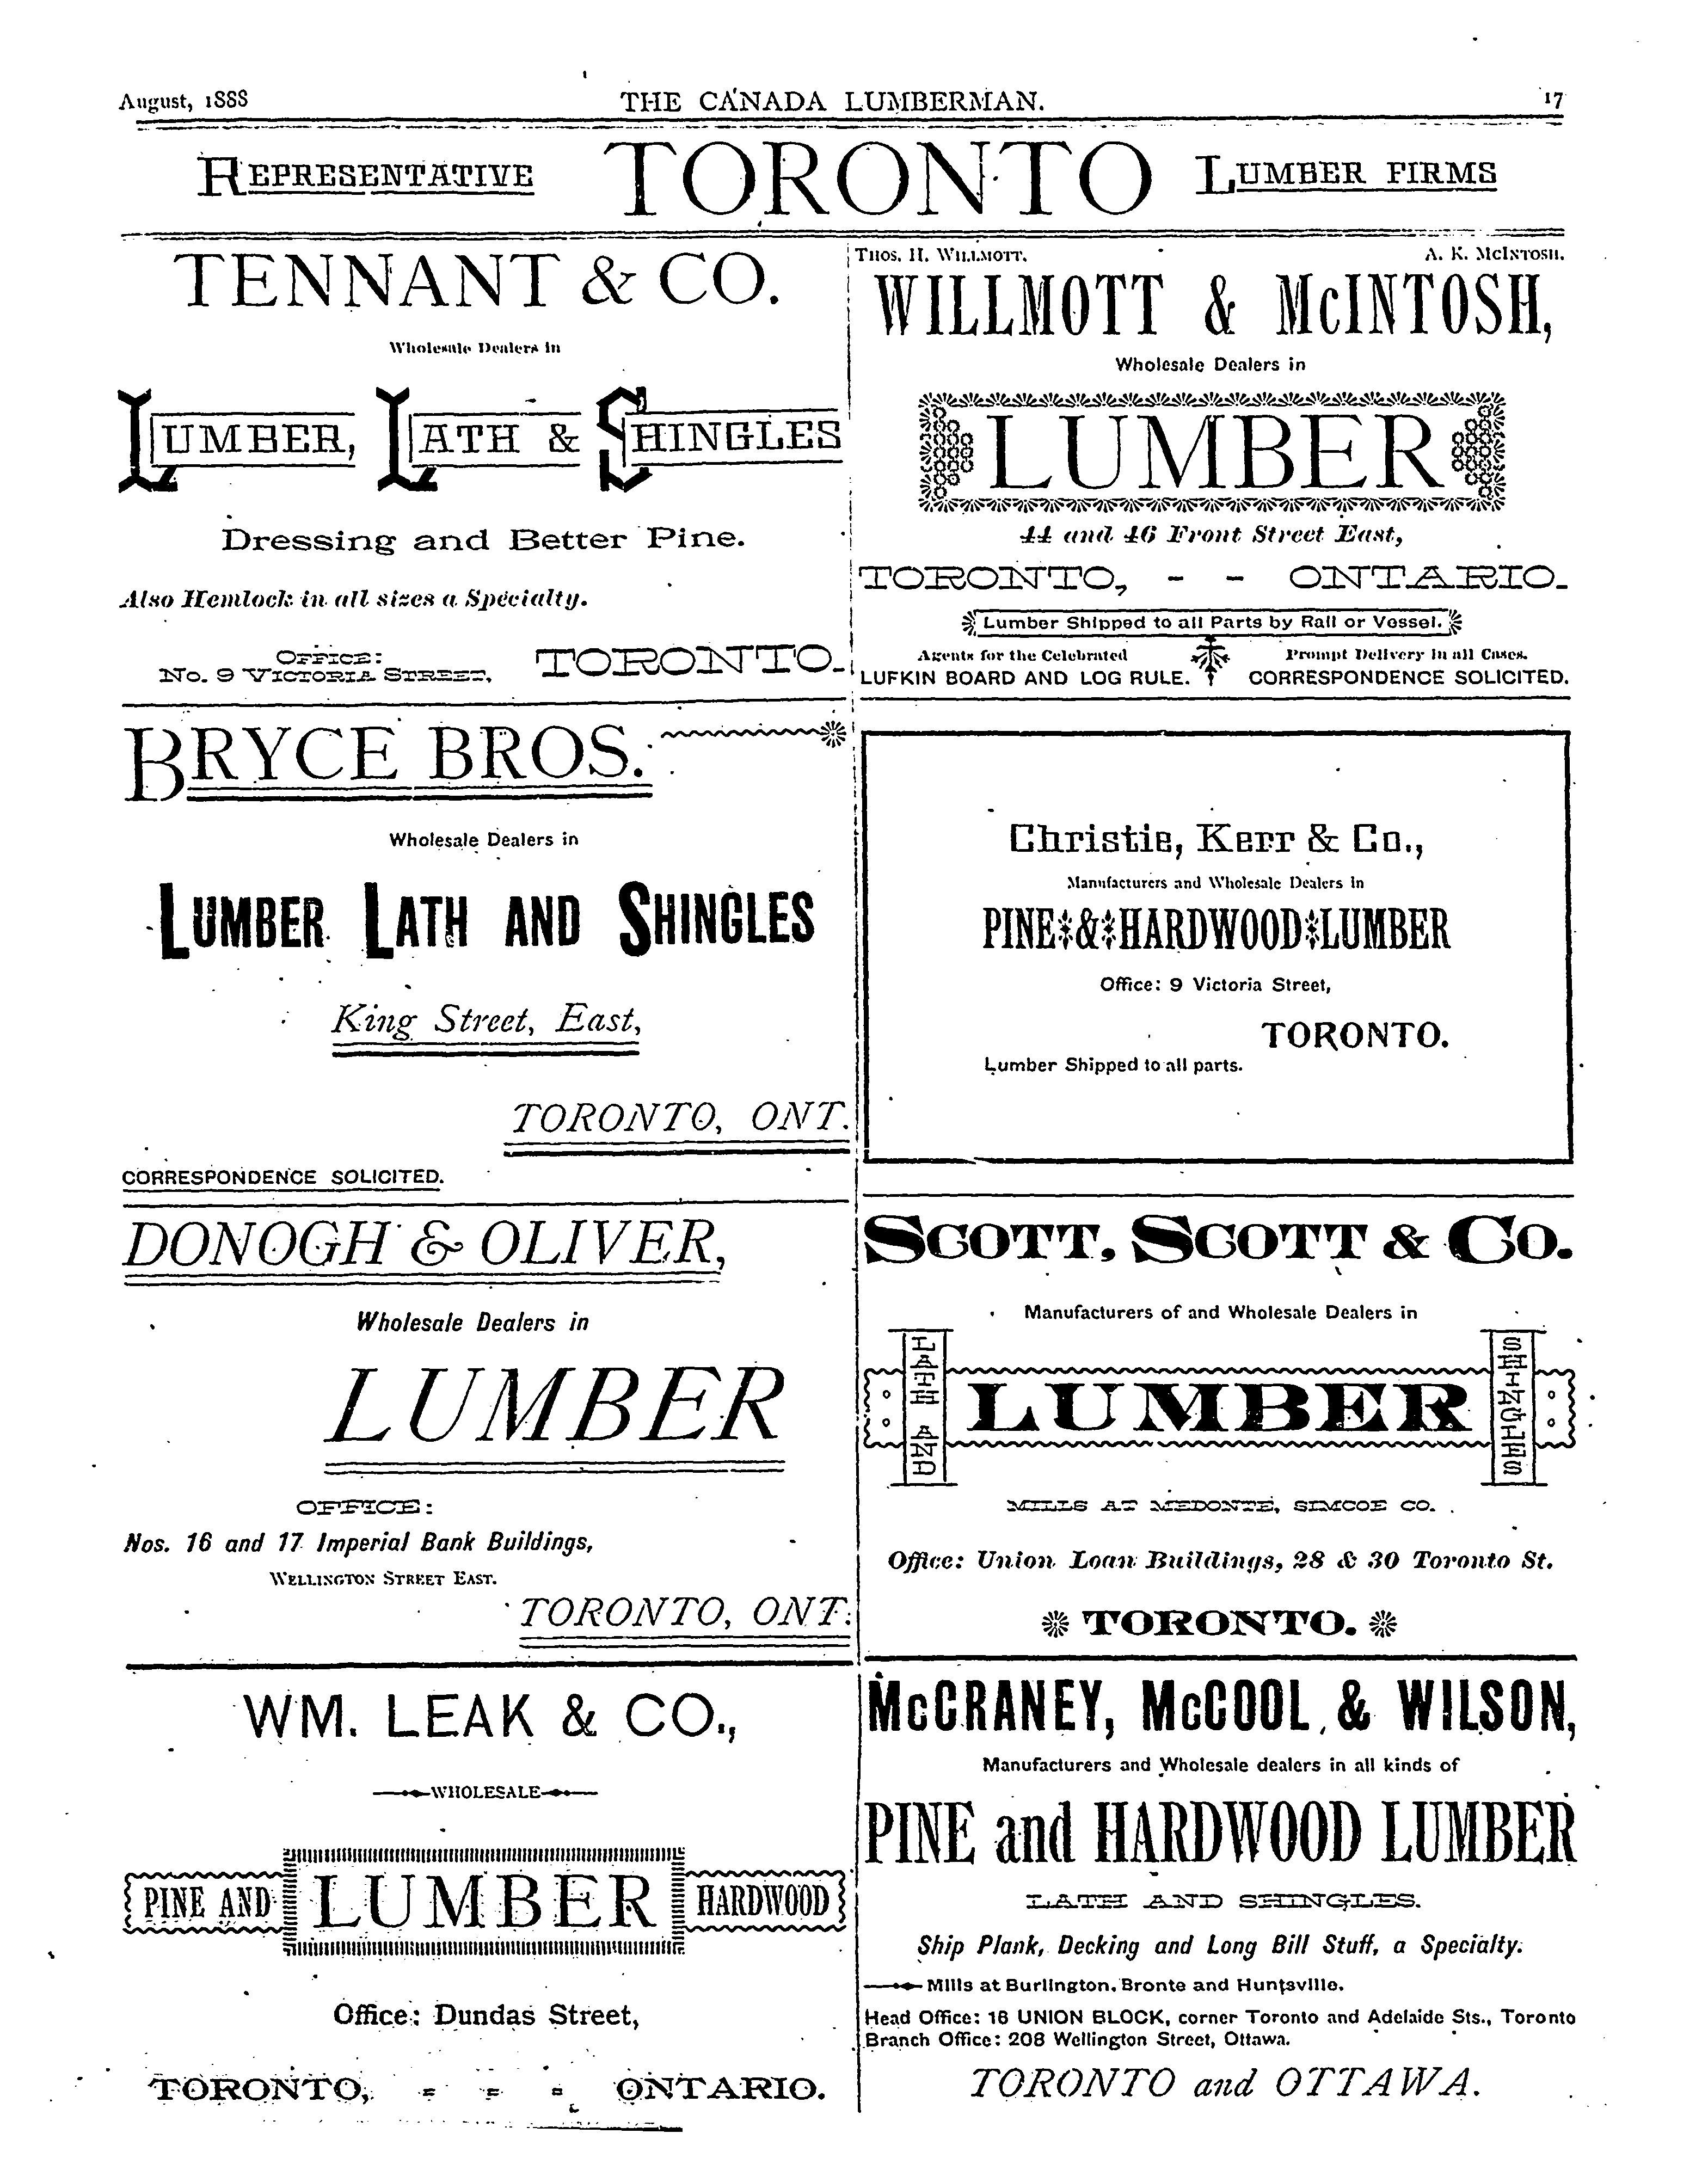 August, 1888 THE CANADA LUMBERMAN. 17
REPRESENTATIVE TORONTO LUMBER FIRMS
TENNANT & CO.
Wholesale Dealers in
LUMBER, LATH & SHINGLES
Dressing and Better Pine.
Also Hemlock in all sizes a Specialty.
OFFICE:
No. 9 VICTORIA STREET, TORONTO.
THOS. H. WILLMOTT. A. K. MCINTOSH.
WILLMOTT & McINTOSH,
Wholesale Dealers in
LUMBER
44 and 46 Front Street East,
TORONTO, - - ONTARIO.
Lumber Shipped to all Parts by Rail or Vessel.
Agents for the Celebrated
LUFKIN BOARD AND LOG RULE.
Prompt Delivery in all Cases.
CORRESPONDENCE SOLICITED.
BRYCE BROS.
Wholesale Dealers in
LUMBER LATH AND SHINGLES
King Street, East,
TORONTO, ONT.
CORRESPONDENCE SOLICITED.
Christie, Kerr & Co.,
Manufacturers and Wholesale Dealers in
PINE & HARDWOOD LUMBER
Office: 9 Victoria Street,
TORONTO.
Lumber Shipped to all parts.
DONOGH & OLIVER,
Wholesale Dealers in
LUMBER
OFFICE:
Nos. 16 and 17 Imperial Bank Buildings,
WELLINGTON STREET EAST.
TORONTO, ONT.
SCOTT, SCOTT & CO.
Manufacturers of and Wholesale Dealers in
LATH AND LUMBER SHINGLES
MILLS AT MEDONTE, SIMCOE CO.
Office: Union Loan Buildings, 28 & 30 Toronto St.
TORONTO.
WM. LEAK & CO.,
WHOLESALE
PINE AND LUMBER HARDWOOD
Office: Dundas Street,
TORONTO, - - - ONTARIO.
McCRANEY, McCOOL & WILSON,
Manufacturers and Wholesale dealers in all kinds of
PINE and HARDWOOD LUMBER
LATH AND SHINGLES.
Ship Plank, Decking and Long Bill Stuff, a Specialty.
Mills at Burlington, Bronte and Huntsville.
Head Office: 18 UNION BLOCK, corner Toronto and Adelaide Sts., Toronto
Branch Office: 208 Wellington Street, Ottawa.
TORONTO and OTTAWA.